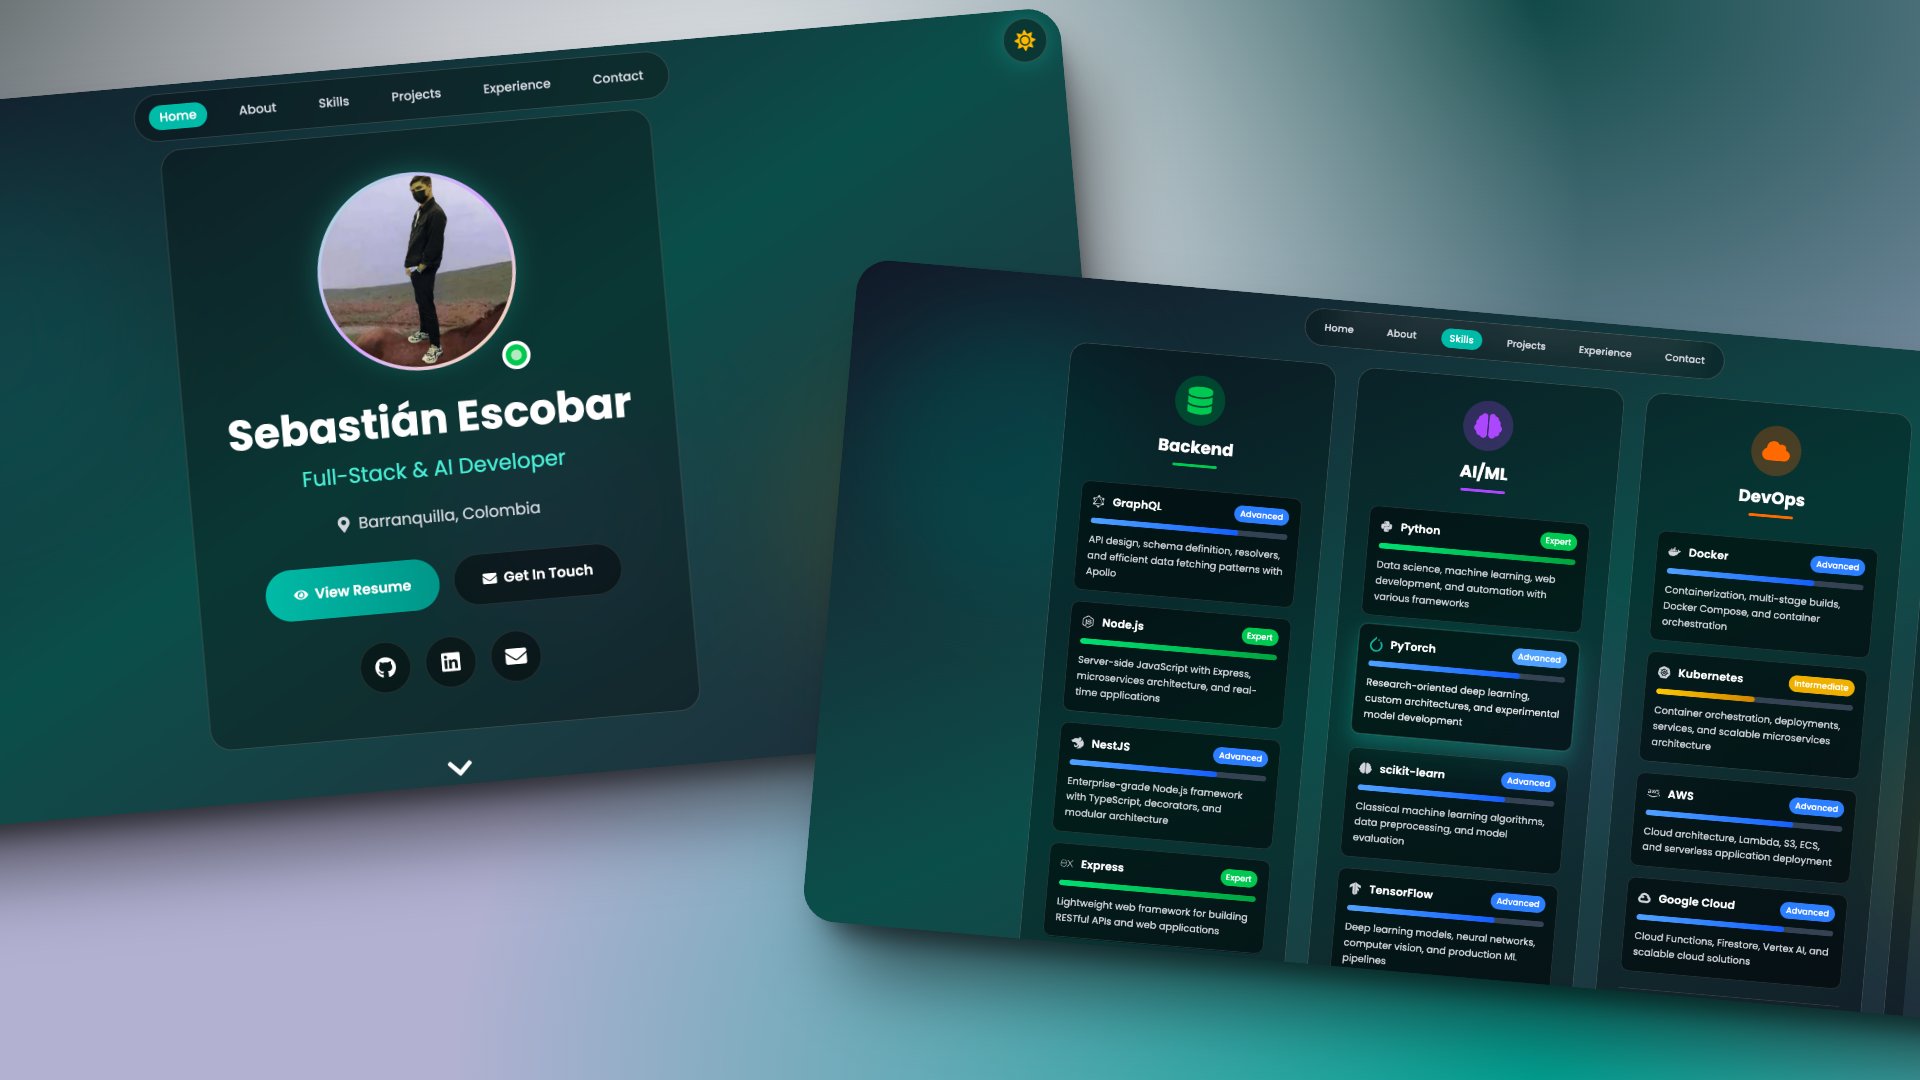 Home
About
Skills
Projects
Experience
Contact
Sebastián Escobar
Full-Stack & AI Developer
Barranquilla, Colombia
View Resume
Get In Touch
Home
About
Skills
Projects
Experience
Contact
Backend
GraphQL
Advanced
API design, schema definition, resolvers,
and efficient data fetching patterns with
Apollo
Node.js
Expert
Server-side JavaScript with Express,
microservices architecture, and real-
time applications
NestJS
Advanced
Enterprise-grade Node.js framework
with TypeScript, decorators, and
modular architecture
ex
Express
Expert
Lightweight web framework for building
RESTful APIs and web applications
AI/ML
Python
Expert
Data science, machine learning, web
development, and automation with
various frameworks
PyTorch
Advanced
Research-oriented deep learning,
custom architectures, and experimental
model development
scikit-learn
Advanced
Classical machine learning algorithms,
data preprocessing, and model
evaluation
TensorFlow
Advanced
Deep learning models, neural networks,
computer vision, and production ML
pipelines
DevOps
Docker
Advanced
Containerization, multi-stage builds,
Docker Compose, and container
orchestration
Kubernetes
Intermediate
Container orchestration, deployments,
services, and scalable microservices
architecture
aws
AWS
Advanced
Cloud architecture, Lambda, S3, ECS,
and serverless application deployment
Google Cloud
Advanced
Cloud Functions, Firestore, Vertex AI, and
scalable cloud solutions